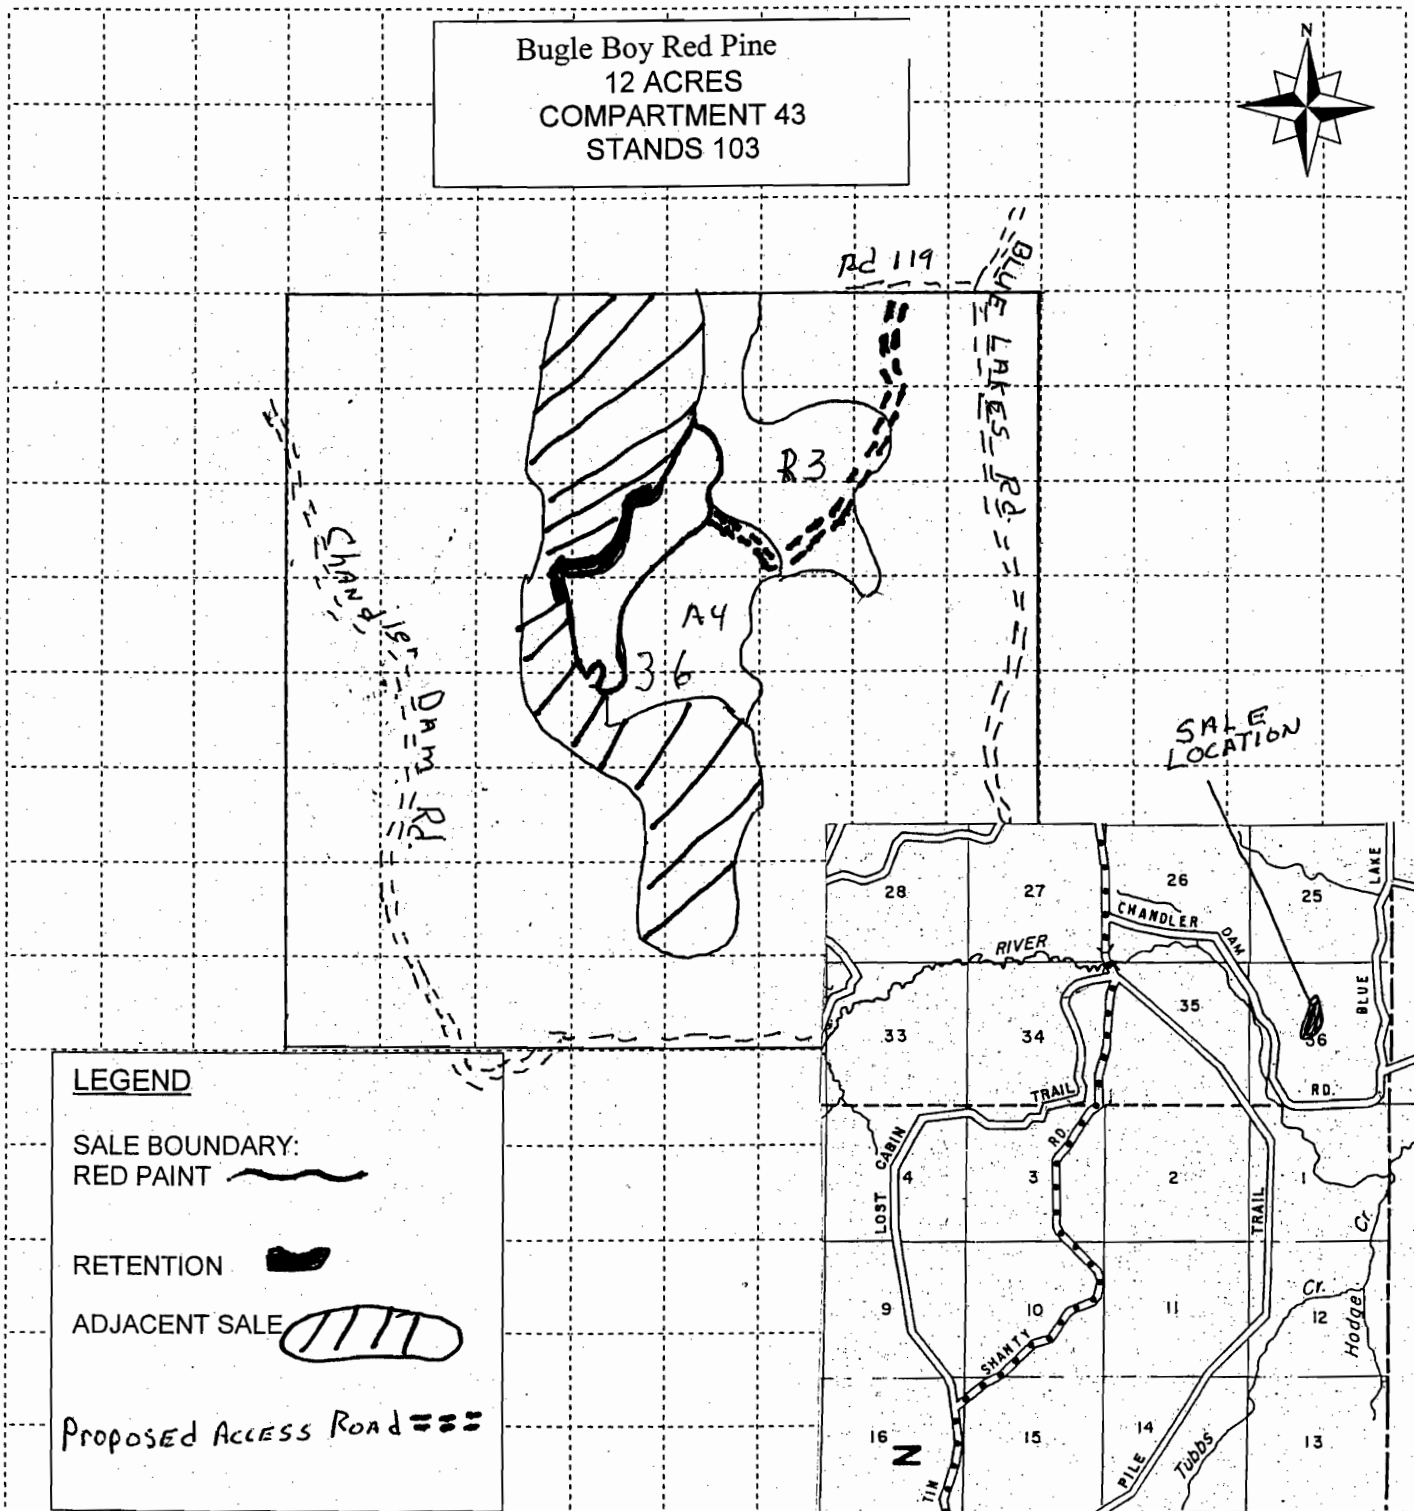 Bugle Boy Red Pine
12 ACRES
COMPARTMENT 43
STANDS 103
N
Rd 119
BLUE LAKES Rd.
R3
Chandler Dam Rd.
A4
36
SALE
LOCATION
28
27
26
25
LAKE
CHANDLER
DAM
RIVER
33
34
35
36
BLUE
TRAIL
RD.
RD.
CABIN
LOST
4
3
2
1
TRAIL
Cr.
9
10
11
12
Cr.
Hodge
SHANTY
16
15
14
13
N
TIN
PILE
Tubbs
LEGEND
SALE BOUNDARY:
RED PAINT
RETENTION
ADJACENT SALE
Proposed Access Road